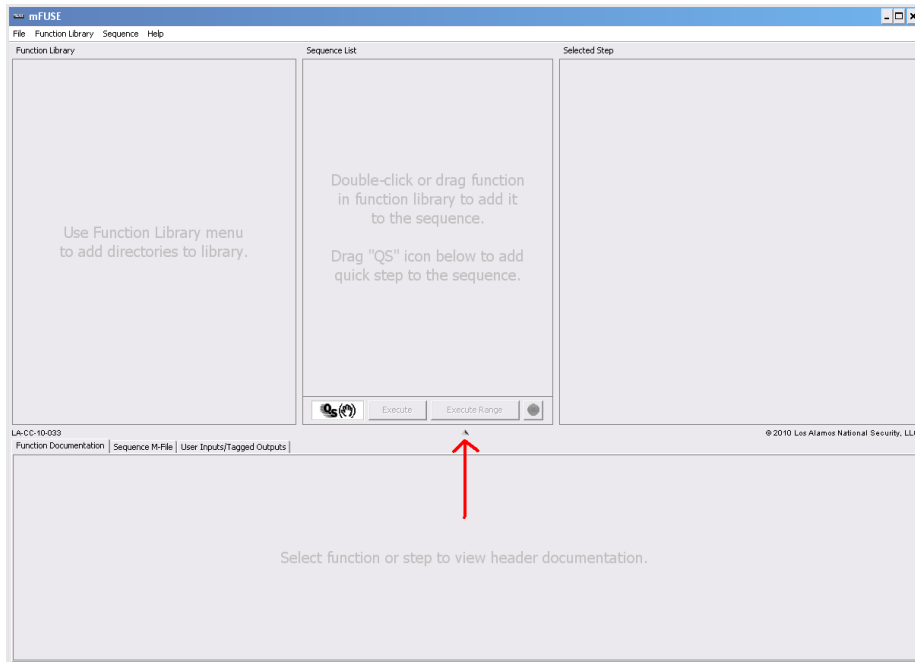 mFUSE
File Function Library Sequence Help
Function Library
Sequence List
Selected Step
Use Function Library menu
to add directories to library.
Double-click or drag function
in function library to add it
to the sequence.
Drag "QS" icon below to add
quick step to the sequence.
QS
Execute
Execute Range
LA-CC-10-033
© 2010 Los Alamos National Security, LLC
Function Documentation
Sequence M-File
User Inputs/Tagged Outputs
Select function or step to view header documentation.